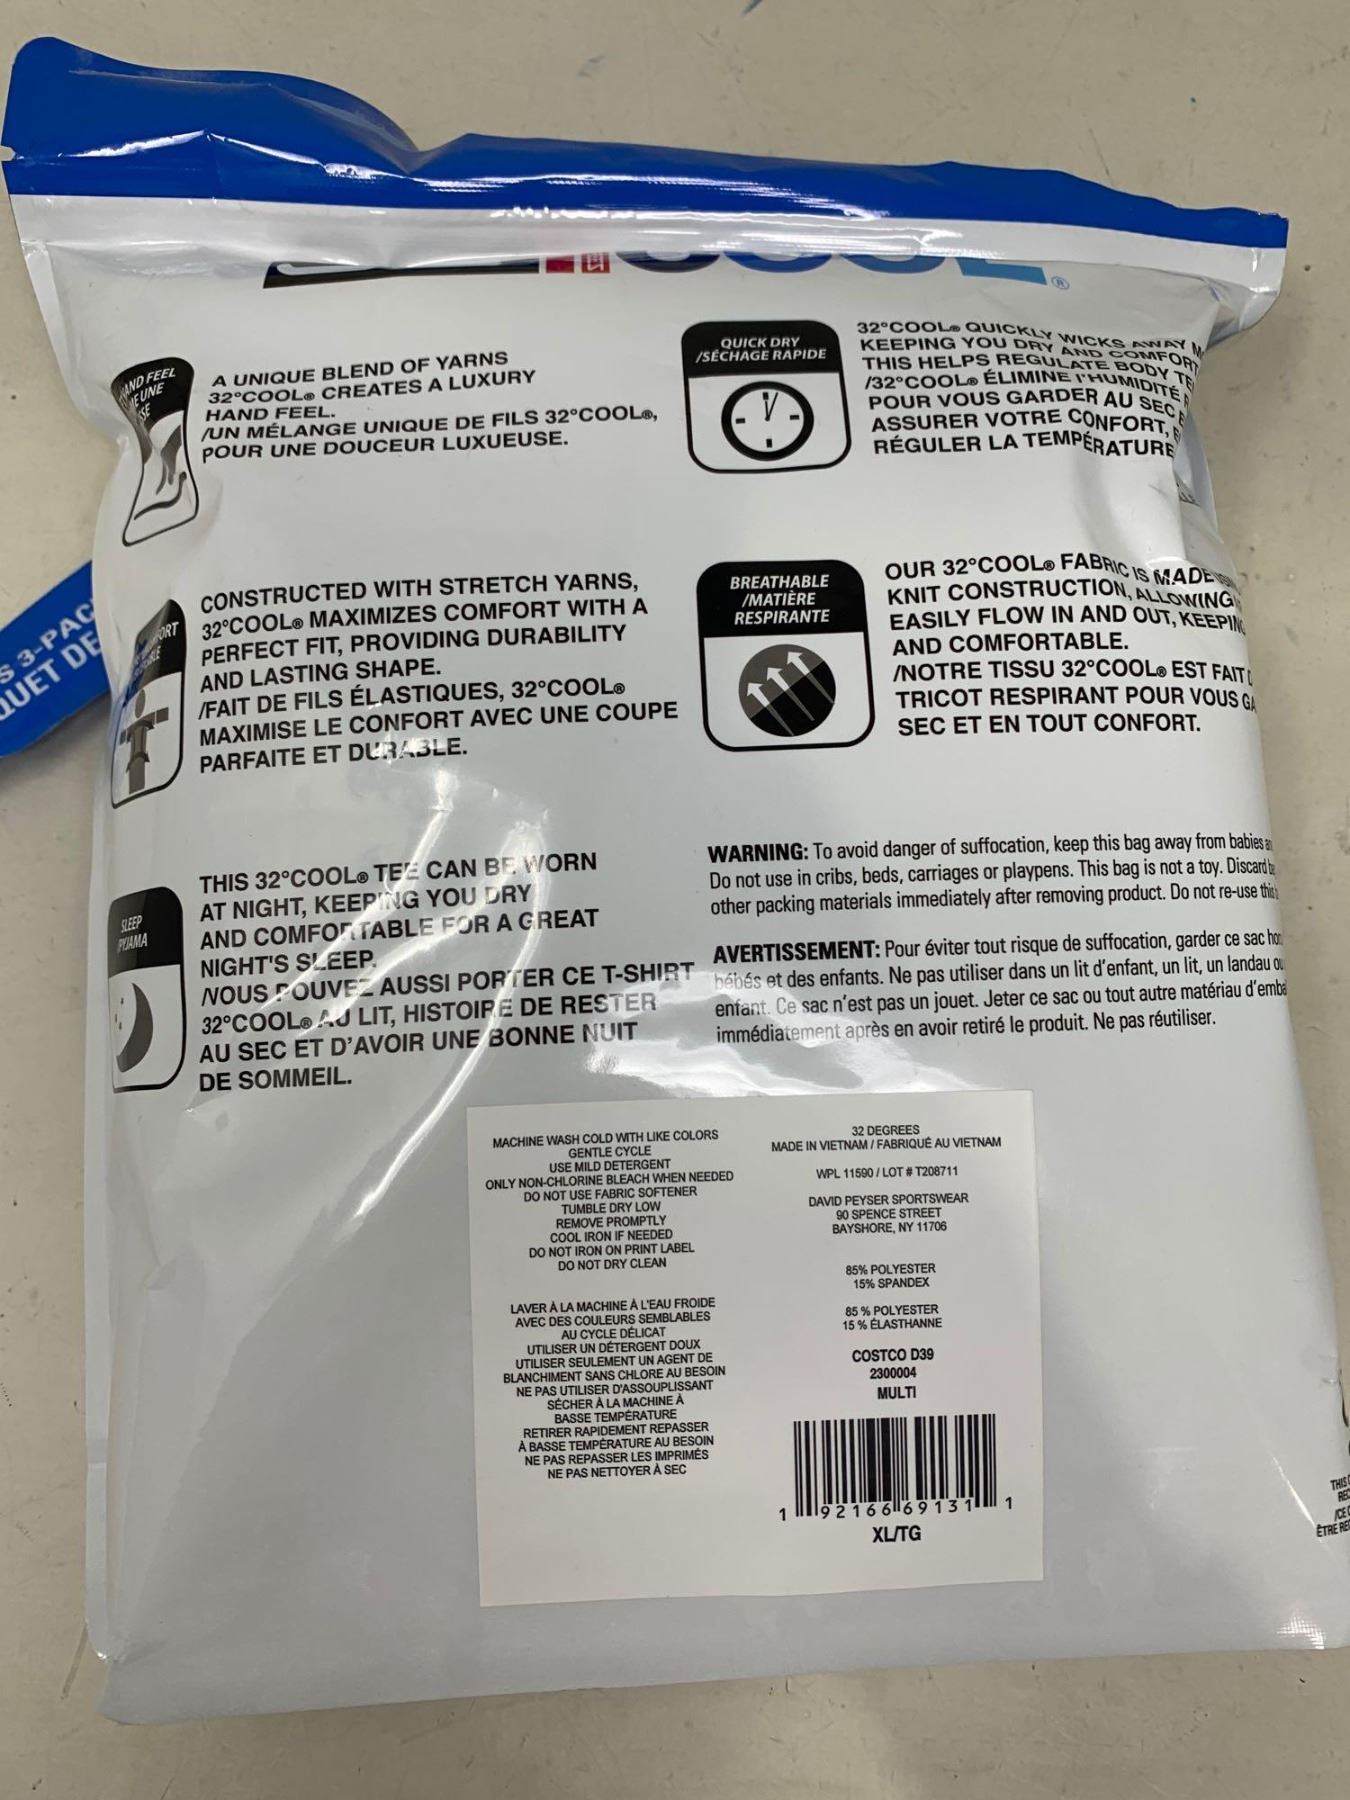 COOL®
AND FEEL
A UNIQUE BLEND OF YARNS
32°COOL® CREATES A LUXURY
HAND FEEL.
/UN MÉLANGE UNIQUE DE FILS 32°COOL®,
POUR UNE DOUCEUR LUXUEUSE.
QUICK DRY
/SÉCHAGE RAPIDE
32°COOL® QUICKLY WICKS AWAY
KEEPING YOU DRY AND COMFORT
THIS HELPS REGULATE BODY TE
/32°COOL® ÉLIMINE l'HUMIDITÉ
POUR VOUS GARDER AU SEC E
ASSURER VOTRE CONFORT, E
RÉGULER LA TEMPÉRATURE
CONSTRUCTED WITH STRETCH YARNS,
32°COOL® MAXIMIZES COMFORT WITH A
PERFECT FIT, PROVIDING DURABILITY
AND LASTING SHAPE.
/FAIT DE FILS ÉLASTIQUES, 32°COOL®
MAXIMISE LE CONFORT AVEC UNE COUPE
PARFAITE ET DURABLE.
BREATHABLE
/MATIÈRE
RESPIRANTE
OUR 32°COOL® FABRIC IS MADE
KNIT CONSTRUCTION, ALLOWING
EASILY FLOW IN AND OUT, KEEPING
AND COMFORTABLE.
/NOTRE TISSU 32°COOL® EST FAIT
TRICOT RESPIRANT POUR VOUS GA
SEC ET EN TOUT CONFORT.
S 3-PAC
QUET DE
SLEEP
/PYJAMA
THIS 32°COOL® TEE CAN BE WORN
AT NIGHT, KEEPING YOU DRY
AND COMFORTABLE FOR A GREAT
NIGHT'S SLEEP.
/VOUS POUVEZ AUSSI PORTER CE T-SHIRT
32°COOL® AU LIT, HISTOIRE DE RESTER
AU SEC ET D'AVOIR UNE BONNE NUIT
DE SOMMEIL.
WARNING: To avoid danger of suffocation, keep this bag away from babies
Do not use in cribs, beds, carriages or playpens. This bag is not a toy. Discard
other packing materials immediately after removing product. Do not re-use this
AVERTISSEMENT: Pour éviter tout risque de suffocation, garder ce sac hor
bébés et des enfants. Ne pas utiliser dans un lit d'enfant, un lit, un landau ou
enfant. Ce sac n'est pas un jouet. Jeter ce sac ou tout autre matériau d'emba
immédiatement après en avoir retiré le produit. Ne pas réutiliser.
MACHINE WASH COLD WITH LIKE COLORS
GENTLE CYCLE
USE MILD DETERGENT
ONLY NON-CHLORINE BLEACH WHEN NEEDED
DO NOT USE FABRIC SOFTENER
TUMBLE DRY LOW
REMOVE PROMPTLY
COOL IRON IF NEEDED
DO NOT IRON ON PRINT LABEL
DO NOT DRY CLEAN
LAVER À LA MACHINE À L'EAU FROIDE
AVEC DES COULEURS SEMBLABLES
AU CYCLE DÉLICAT
UTILISER UN DÉTERGENT DOUX
UTILISER SEULEMENT UN AGENT DE
BLANCHIMENT SANS CHLORE AU BESOIN
NE PAS UTILISER D'ASSOUPLISSANT
SÉCHER À LA MACHINE À
BASSE TEMPÉRATURE
RETIRER RAPIDEMENT REPASSER
À BASSE TEMPÉRATURE AU BESOIN
NE PAS REPASSER LES IMPRIMÉS
NE PAS NETTOYER À SEC
32 DEGREES
MADE IN VIETNAM / FABRIQUÉ AU VIETNAM
WPL 11590 / LOT # T208711
DAVID PEYSER SPORTSWEAR
90 SPENCE STREET
BAYSHORE, NY 11706
85% POLYESTER
15% SPANDEX
85 % POLYESTER
15 % ÉLASTHANNE
COSTCO D39
2300004
MULTI
1 92166 69131 1
XL/TG
THIS
REC
/CE
ÊTRE RE